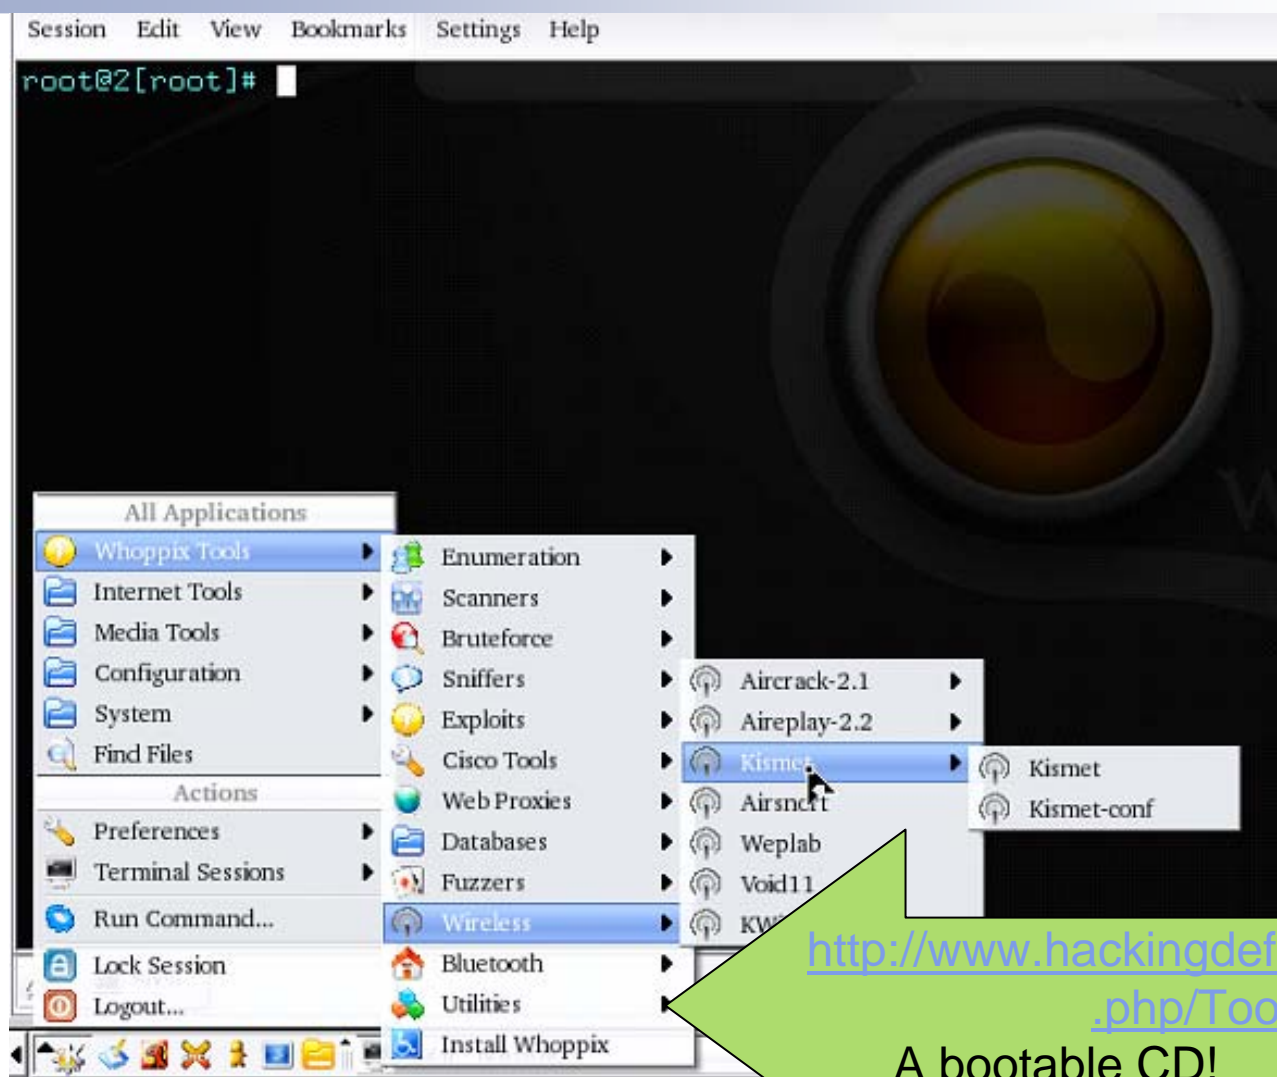 Session Edit View Bookmarks Settings Help
root@2[root]#
All Applications
Whoppix Tools
Internet Tools
Media Tools
Configuration
System
Find Files
Actions
Preferences
Terminal Sessions
Run Command...
Lock Session
Logout...
Enumeration
Scanners
Bruteforce
Sniffers
Exploits
Cisco Tools
Web Proxies
Databases
Fuzzers
Wireless
Bluetooth
Utilities
Install Whoppix
Aircrack-2.1
Aireplay-2.2
Kismet
Airsnort
Weplab
Void11
Kismet
Kismet-conf
http://www.hackingdef
.php/Too
A bootable CD!